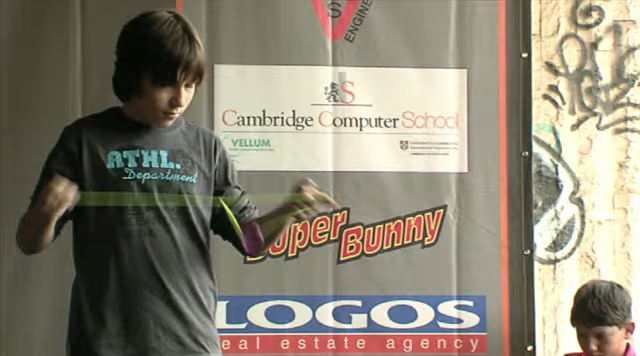 S
ENGINE
S
Cambridge Computer School
VELLUM
Super Bunny
LOGOS
real estate agency
ATHL.
Department